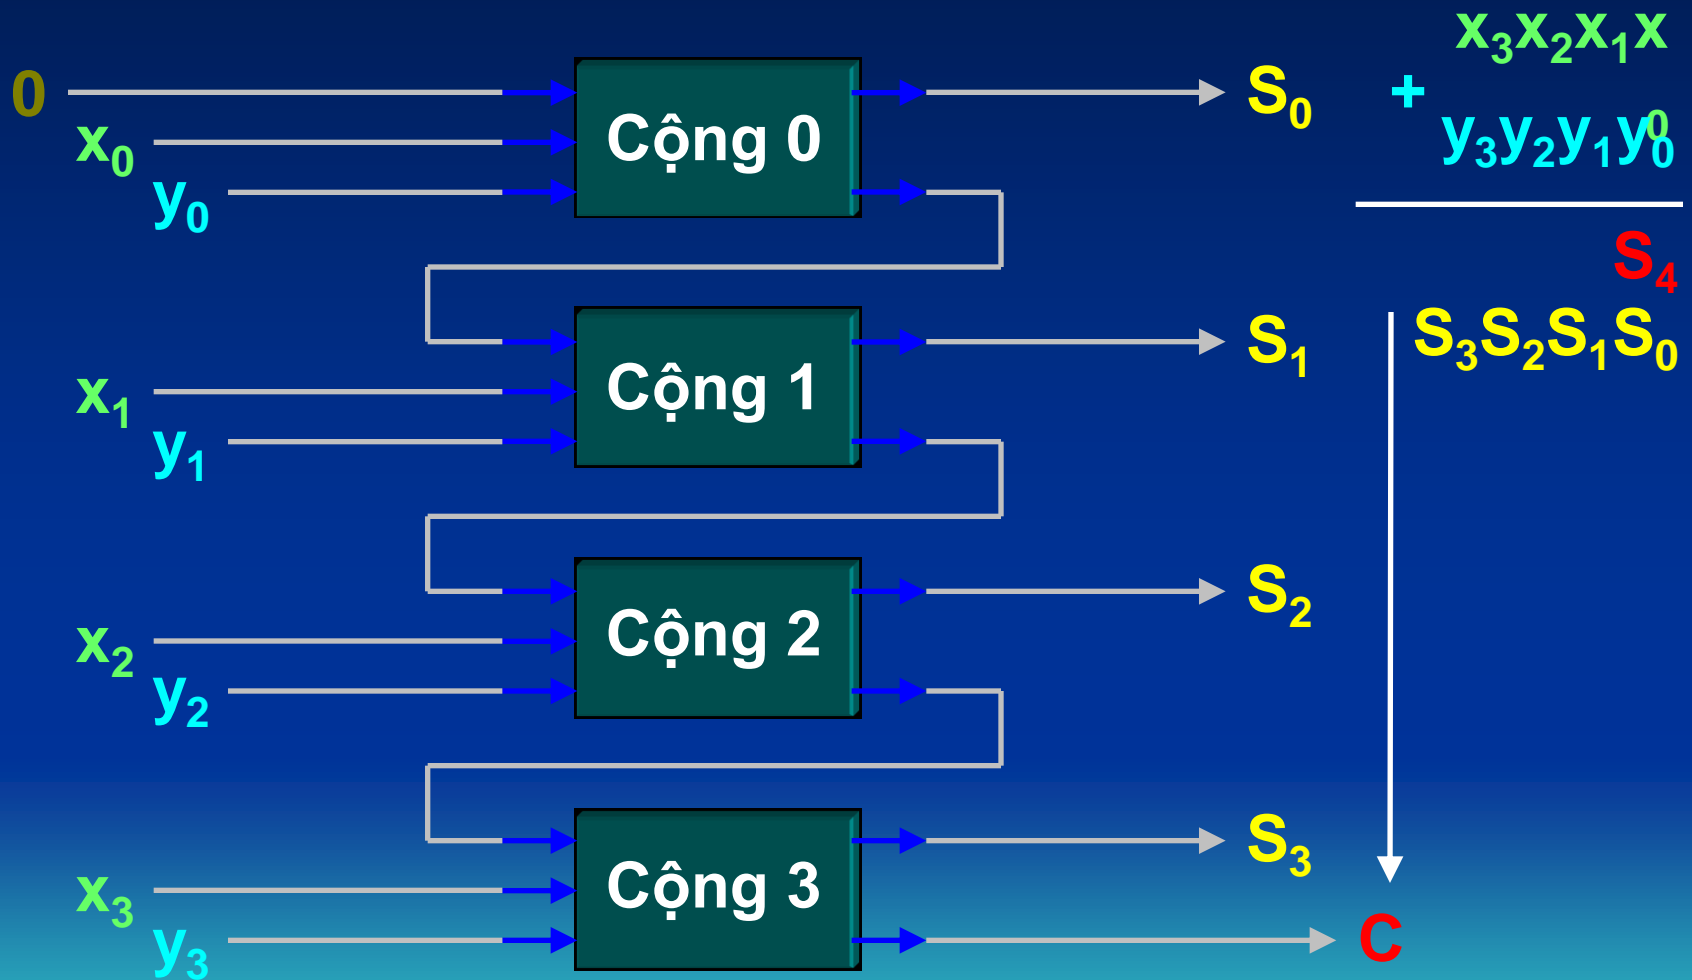 0
x0
y0
Cộng 0
S0
x1
y1
Cộng 1
S1
x2
y2
Cộng 2
S2
x3
y3
Cộng 3
S3
C
x3x2x1x
0
+
y3y2y1y0
S4
S3S2S1S0